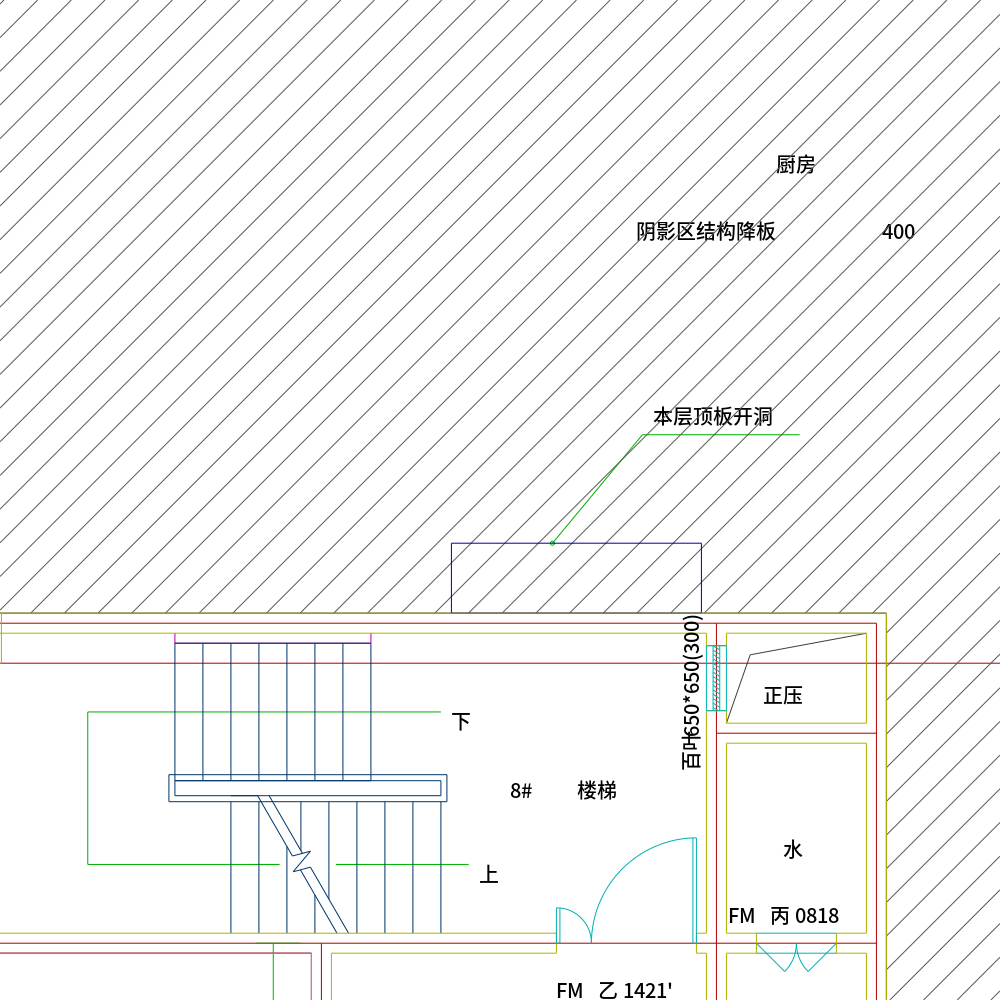 厨房
阴影区结构降板 400
本层顶板开洞
百叶650*650(300)
正压
下
8# 楼梯
水
上
FM 丙 0818
FM 乙 1421'